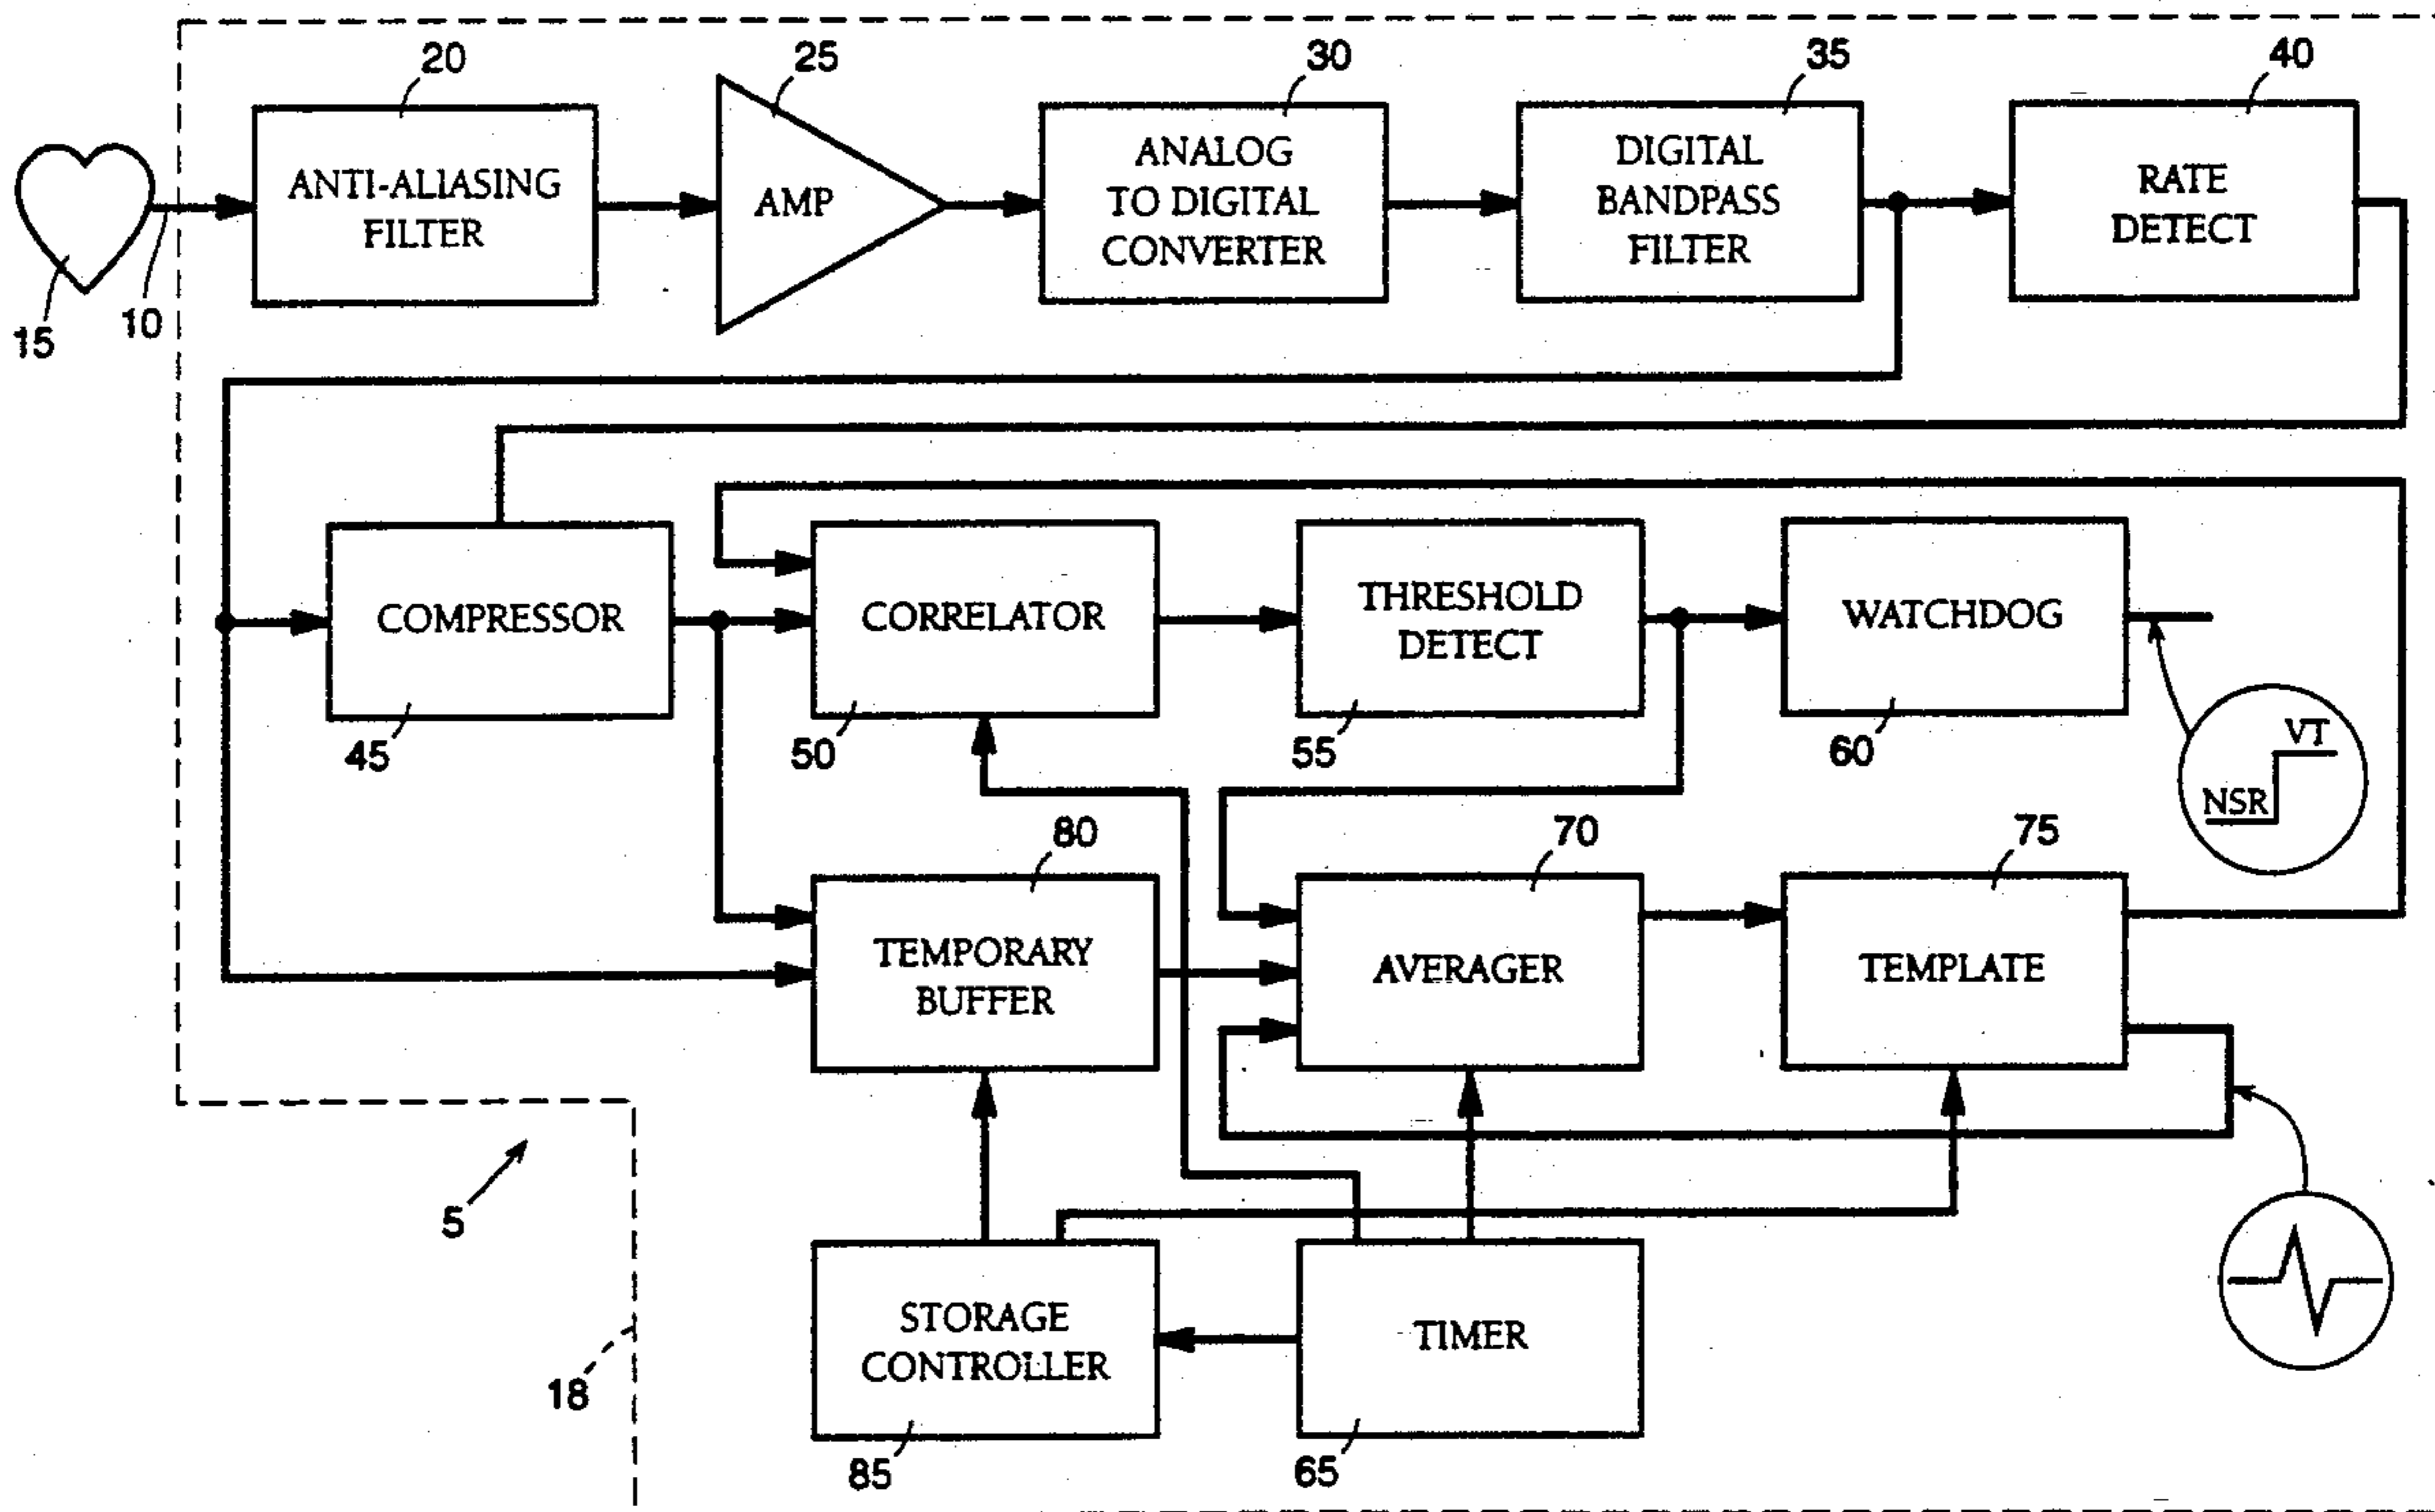 20
25
30
35
40
ANTI-ALIASING
FILTER
AMP
ANALOG
TO DIGITAL
CONVERTER
DIGITAL
BANDPASS
FILTER
RATE
DETECT
15
10
COMPRESSOR
CORRELATOR
THRESHOLD
DETECT
WATCHDOG
45
50
55
60
VT
NSR
80
70
75
TEMPORARY
BUFFER
AVERAGER
TEMPLATE
5
18
STORAGE
CONTROLLER
TIMER
85
65